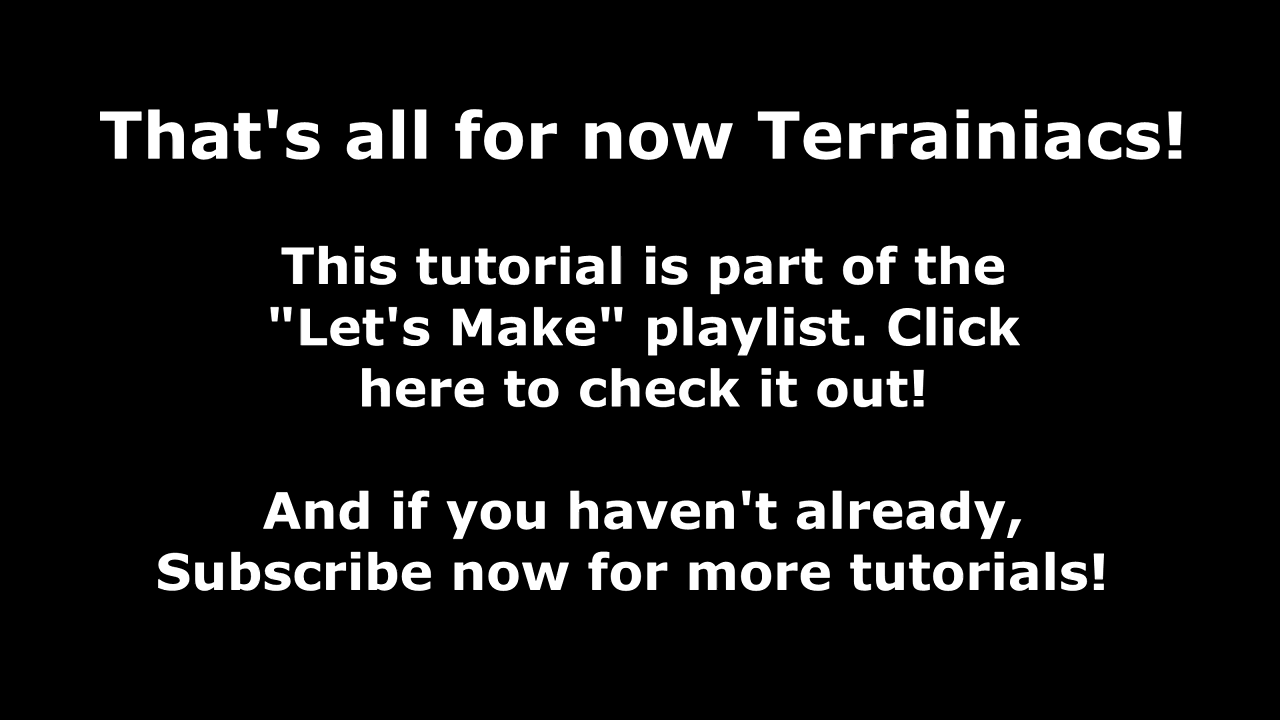 That's all for now Terrainiacs!
This tutorial is part of the
"Let's Make" playlist. Click
here to check it out!
And if you haven't already,
Subscribe now for more tutorials!